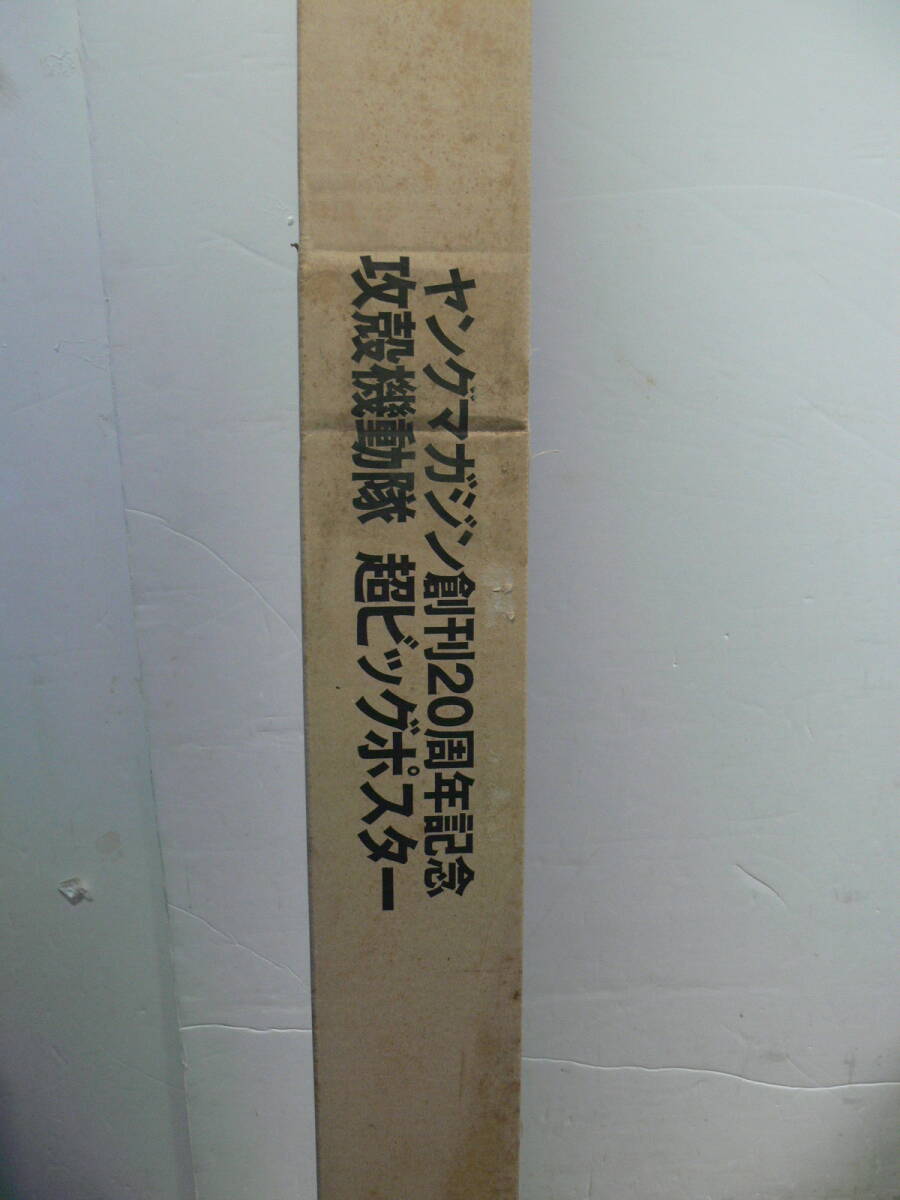 ヤングマガジン創刊20周年記念
攻殻機動隊 超ビッグポスター